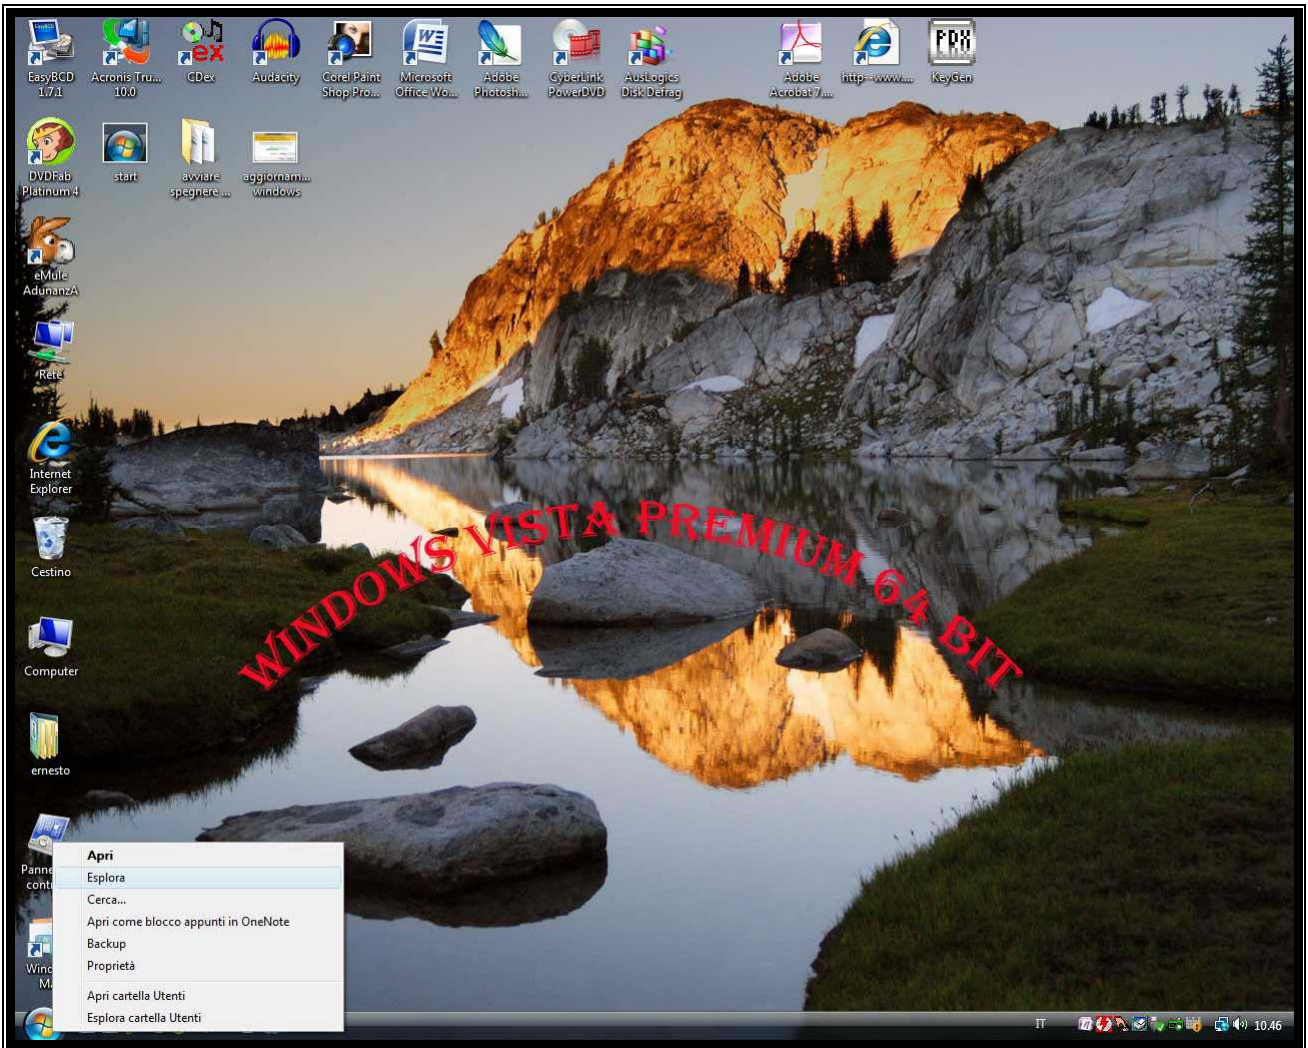 EasyBCD 1.7.1
Acronis Tru... 10.0
CDex
Audacity
Corel Paint Shop Pro...
Microsoft Office Wo...
Adobe Photosh...
CyberLink PowerDVD
AusLogics Disk Defrag
Adobe Acrobat 7....
http--www....
KeyGen
DVDFab Platinum 4
start
avviare spegnere ...
aggiornam... windows
eMule AdunanzA
Rete
Internet Explorer
Cestino
WINDOWS VISTA PREMIUM 64 BIT
Computer
ernesto
Apri
Esplora
Cerca...
Apri come blocco appunti in OneNote
Backup
Proprietà
Apri cartella Utenti
Esplora cartella Utenti
IT
10.46